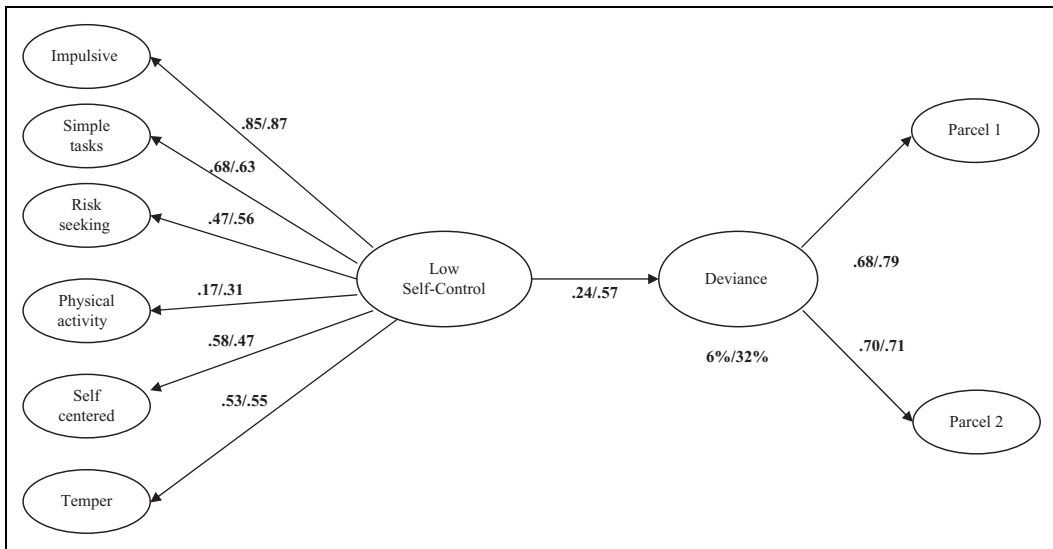 Impulsive
Simple
tasks
Risk
seeking
Physical
activity
Self
centered
Temper
.85/.87
.68/.63
.47/.56
.17/.31
.58/.47
.53/.55
Low
Self-Control
.24/.57
Deviance
6%/32%
.68/.79
.70/.71
Parcel 1
Parcel 2